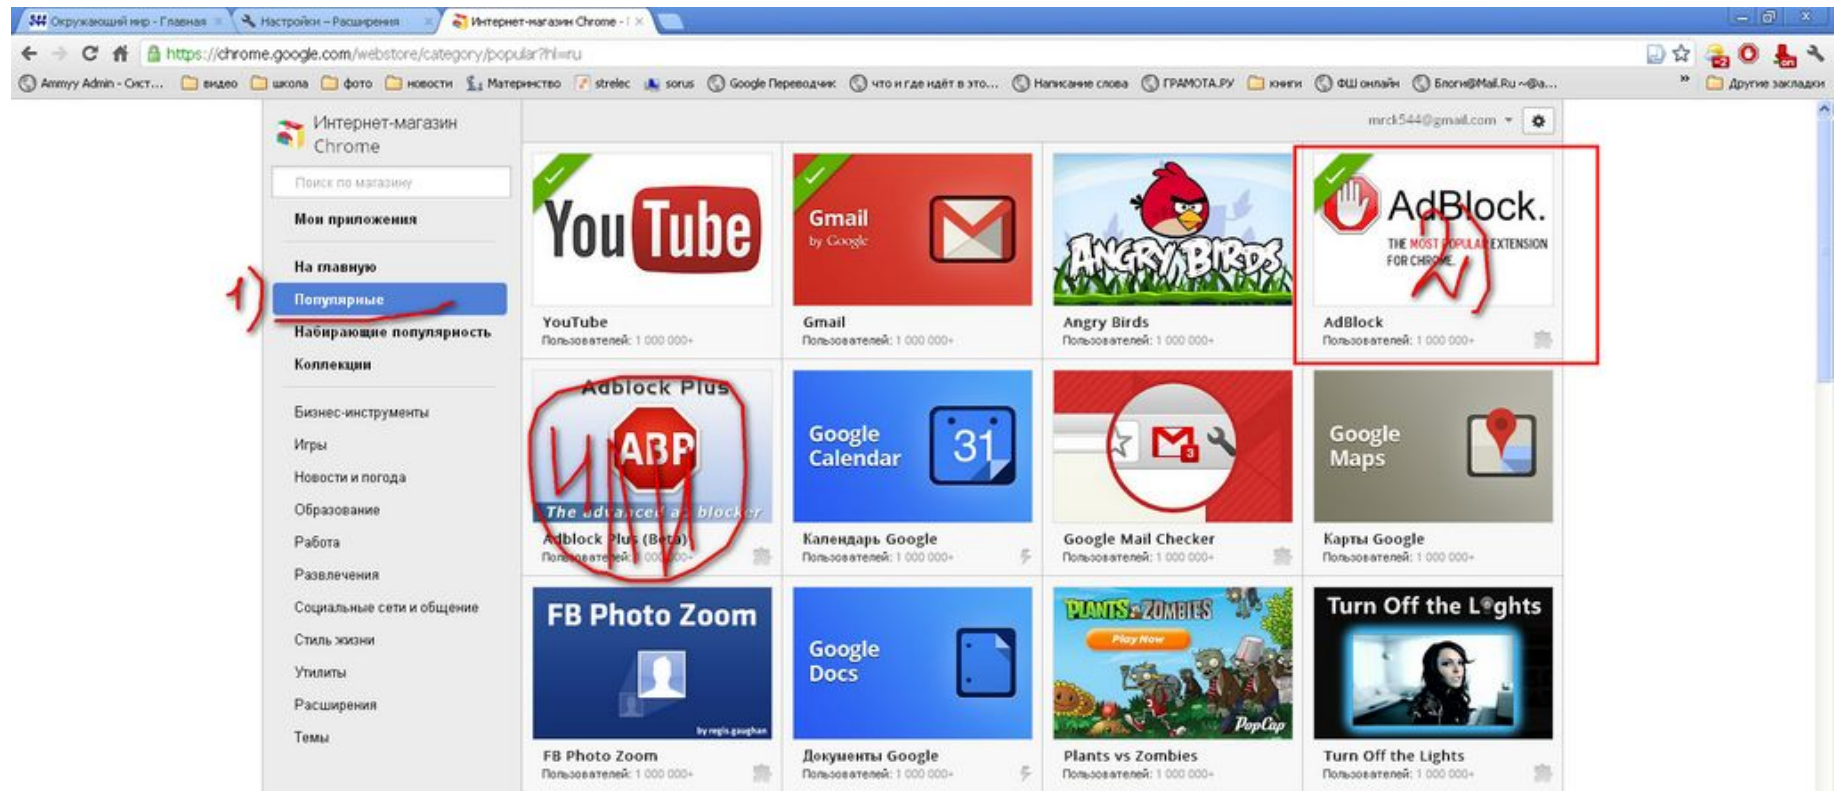 Окружающий мир - Главная
Настройки – Расширения
Интернет-магазин Chrome - I
https://chrome.google.com/webstore/category/popular?hl=ru
Ammyy Admin - Сист... видео школа фото новости Материнство strelec sorus Google Переводчик что и где идёт в это... Написание слова ГРАМОТА.РУ книги ФШ онлайн Блоги@Mail.Ru ~@a... » Другие закладки
Интернет-магазин
Chrome
mrck544@gmail.com
Поиск по магазину
Мои приложения
На главную
1)
Популярные
Набирающие популярность
Коллекции
Бизнес-инструменты
Игры
Новости и погода
Образование
Работа
Развлечения
Социальные сети и общение
Стиль жизни
Утилиты
Расширения
Темы
YouTube
YouTube
Пользователей: 1 000 000+
Gmail
by Google
Gmail
Пользователей: 1 000 000+
ANGRY BIRDS
Angry Birds
Пользователей: 1 000 000+
AdBlock.
THE MOST POPULAR EXTENSION
FOR CHROME.
2)
AdBlock
Пользователей: 1 000 000+
Adblock Plus
ABP
или
The advanced ad blocker
Adblock Plus (Beta)
Пользователей: 1 000 000+
Google
Calendar
31
Календарь Google
Пользователей: 1 000 000+
3
Google Mail Checker
Пользователей: 1 000 000+
Google
Maps
Карты Google
Пользователей: 1 000 000+
FB Photo Zoom
by regis.gaughan
FB Photo Zoom
Пользователей: 1 000 000+
Google
Docs
Документы Google
Пользователей: 1 000 000+
PLANTS vs ZOMBIES
Play Now
PopCap
Plants vs Zombies
Пользователей: 1 000 000+
Turn Off the Lights
Turn Off the Lights
Пользователей: 1 000 000+